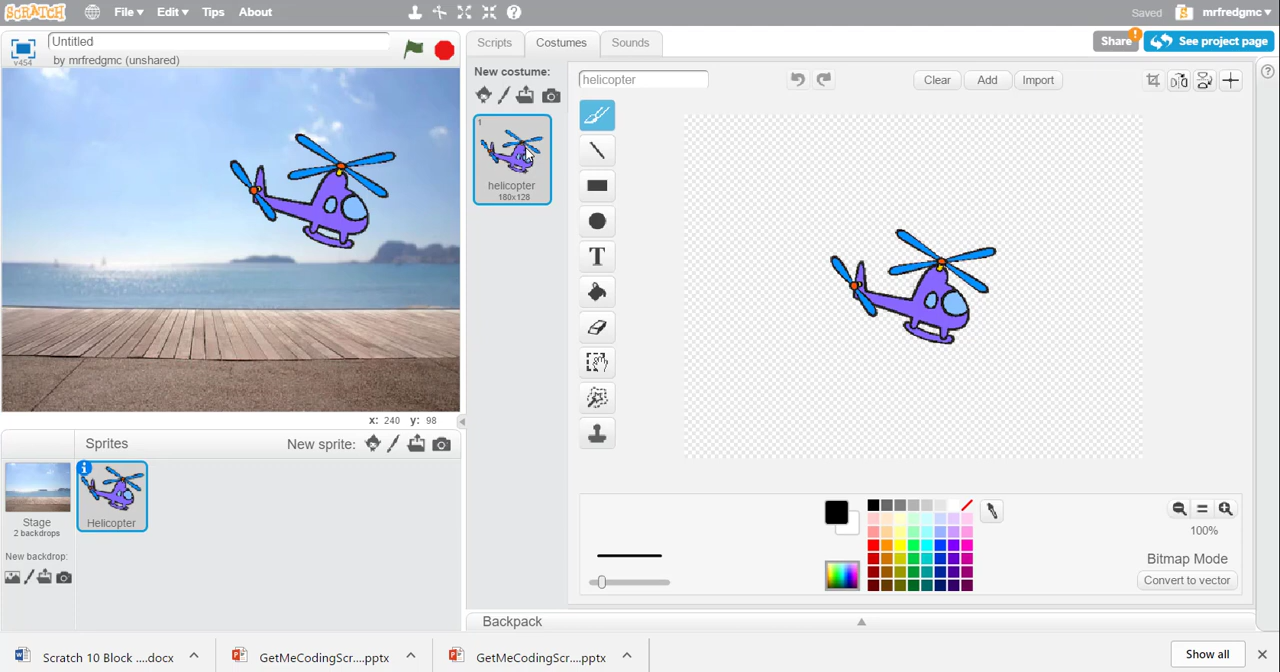 SCRATCH File▼ Edit▼ Tips About Saved mrfredgmc▼
v454 Untitled
by mrfredgmc (unshared)
Scripts Costumes Sounds Share ! See project page
New costume:
helicopter Clear Add Import ?
1
helicopter
180x128
T
x: 240 y: 98
Sprites New sprite:
Stage
2 backdrops
New backdrop:
i
Helicopter
100%
Bitmap Mode
Convert to vector
Backpack
Scratch 10 Block ....docx GetMeCodingScr....pptx GetMeCodingScr....pptx Show all